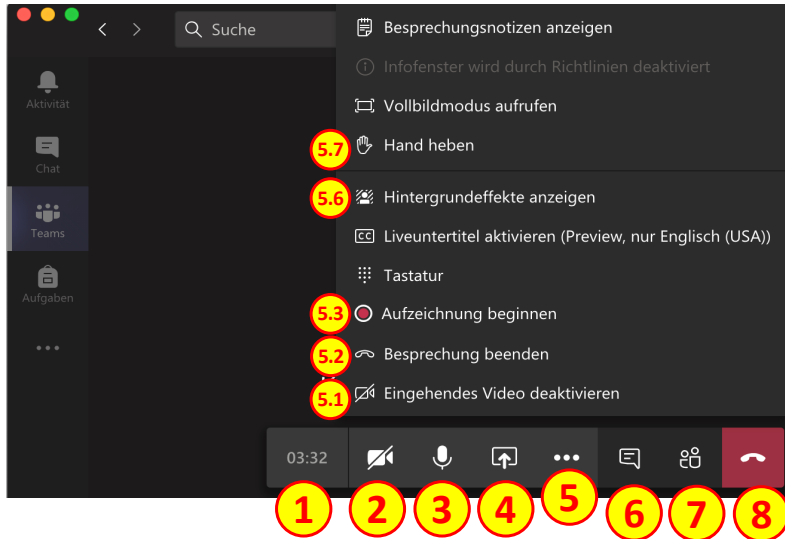 Suche
Besprechungsnotizen anzeigen
Infofenster wird durch Richtlinien deaktiviert
Aktivität
Vollbildmodus aufrufen
5.7 Hand heben
Chat
5.6 Hintergrundeffekte anzeigen
Teams
CC Liveuntertitel aktivieren (Preview, nur Englisch (USA))
Tastatur
Aufgaben
5.3 Aufzeichnung beginnen
5.2 Besprechung beenden
5.1 Eingehendes Video deaktivieren
03:32
1 2 3 4 5 6 7 8